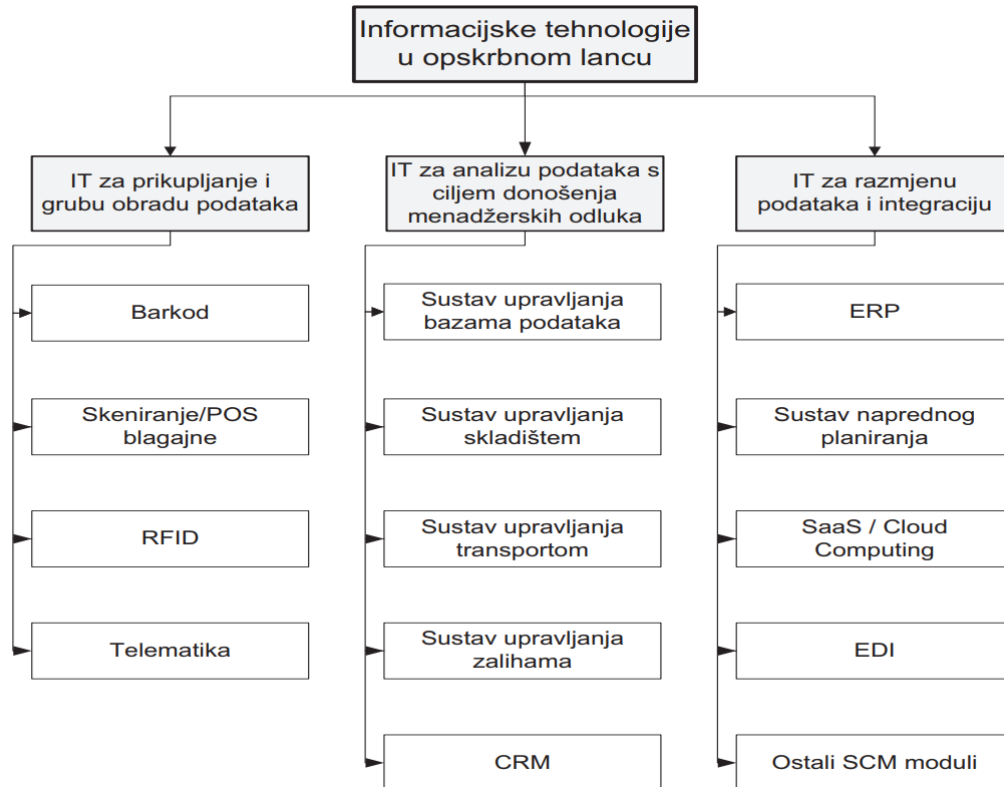 Informacijske tehnologije
u opskrbnom lancu
IT za prikupljanje i
grubu obradu podataka
Barkod
Skeniranje/POS
blagajne
RFID
Telematika
IT za analizu podataka s
ciljem donošenja
menadžerskih odluka
Sustav upravljanja
bazama podataka
Sustav upravljanja
skladištem
Sustav upravljanja
transportom
Sustav upravljanja
zalihama
CRM
IT za razmjenu
podataka i integraciju
ERP
Sustav naprednog
planiranja
SaaS / Cloud
Computing
EDI
Ostali SCM moduli